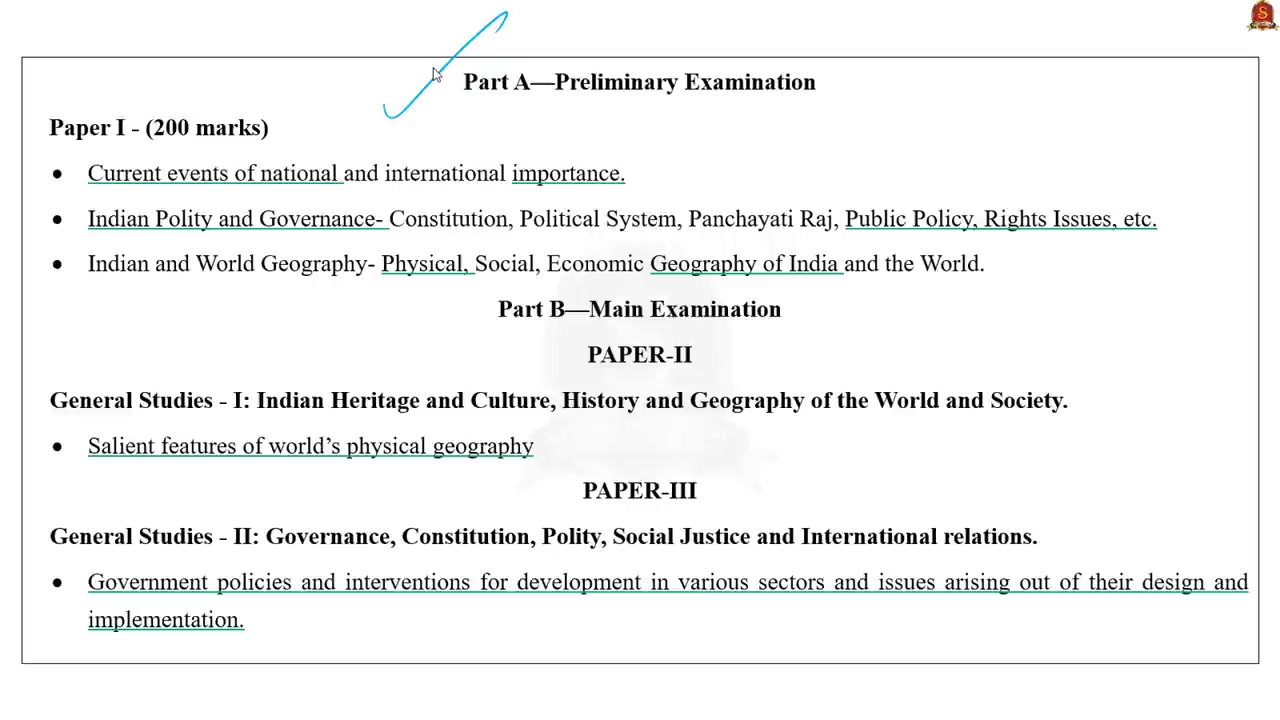 Part A—Preliminary Examination
Paper I - (200 marks)
• Current events of national and international importance.
• Indian Polity and Governance- Constitution, Political System, Panchayati Raj, Public Policy, Rights Issues, etc.
• Indian and World Geography- Physical, Social, Economic Geography of India and the World.
Part B—Main Examination
PAPER-II
General Studies - I: Indian Heritage and Culture, History and Geography of the World and Society.
• Salient features of world’s physical geography
PAPER-III
General Studies - II: Governance, Constitution, Polity, Social Justice and International relations.
• Government policies and interventions for development in various sectors and issues arising out of their design and
implementation.